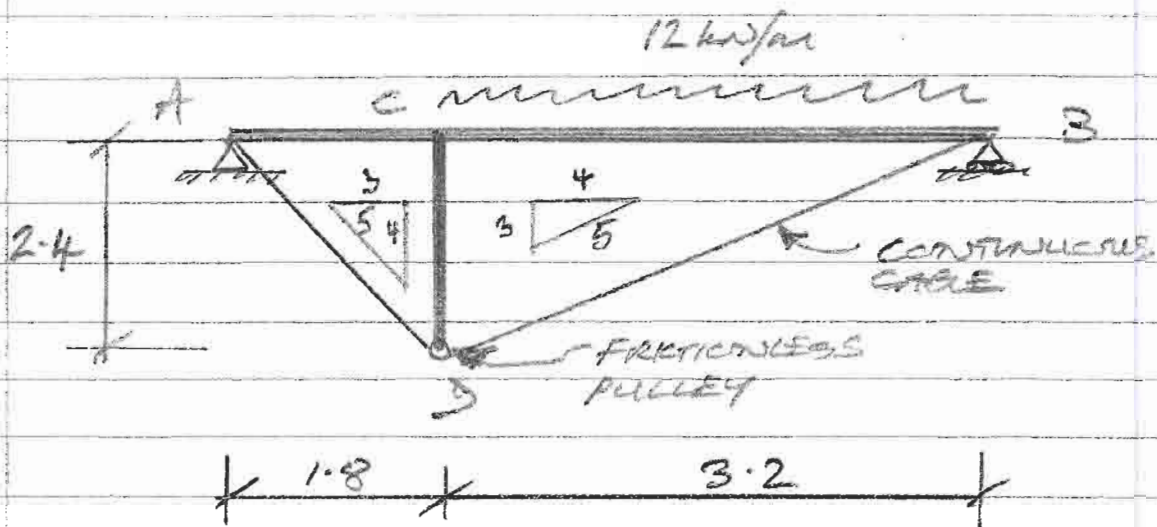 12 kN/m
A C B
3 4
5 4 3 5
2.4
CONTINUOUS
CABLE
FRICTIONLESS
PULLEY
D
1.8 3.2